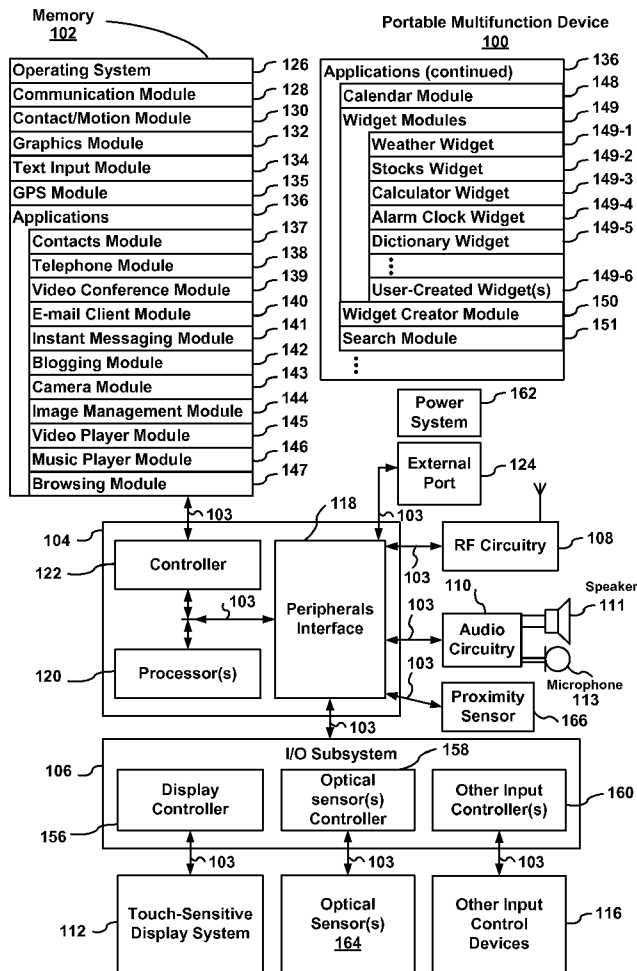 Memory
102
Operating System
126
Communication Module
128
Contact/Motion Module
130
Graphics Module
132
Text Input Module
134
GPS Module
135
Applications
136
Contacts Module
137
Telephone Module
138
Video Conference Module
139
E-mail Client Module
140
Instant Messaging Module
141
Blogging Module
142
Camera Module
143
Image Management Module
144
Video Player Module
145
Music Player Module
146
Browsing Module
147
Portable Multifunction Device
100
Applications (continued)
136
Calendar Module
148
Widget Modules
149
Weather Widget
149-1
Stocks Widget
149-2
Calculator Widget
149-3
Alarm Clock Widget
149-4
Dictionary Widget
149-5
User-Created Widget(s)
149-6
Widget Creator Module
150
Search Module
151
Power
System
162
External
Port
124
103
103
118
104
Controller
122
103
Peripherals
Interface
Processor(s)
120
RF Circuitry
108
103
110
Audio
Circuitry
103
Speaker
111
Microphone
113
103
Proximity
Sensor
166
103
I/O Subsystem
106
Display
Controller
156
158
Optical
sensor(s)
Controller
Other Input
Controller(s)
160
103
103
103
Touch-Sensitive
Display System
112
Optical
Sensor(s)
164
Other Input
Control
Devices
116